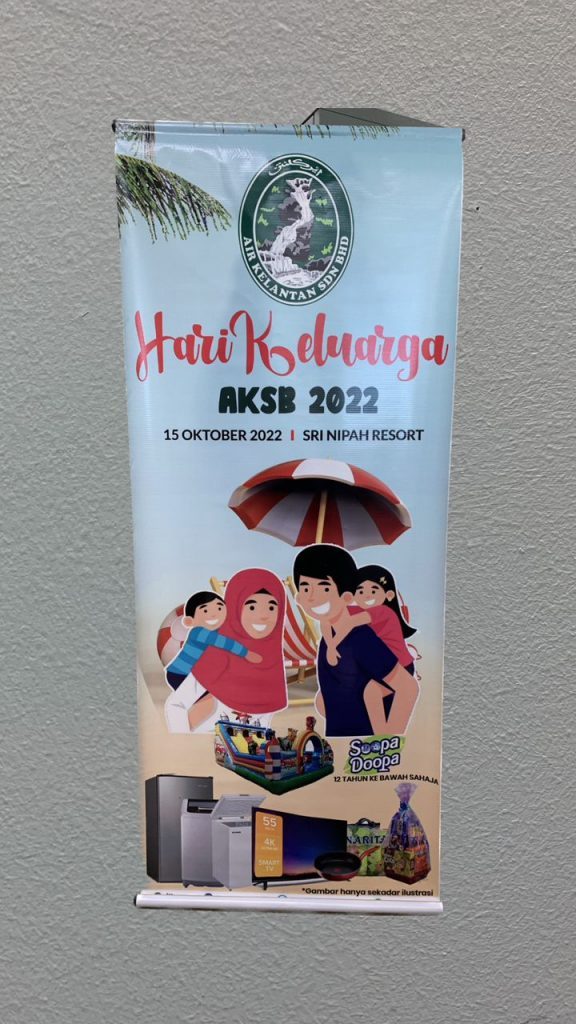 AIR KELANTAN SDN BHD
Hari Keluarga
AKSB 2022
15 OKTOBER 2022 | SRI NIPAH RESORT
Soopa
Doopa
12 TAHUN KE BAWAH SAHAJA
55
4K
SMART
TV
NARITA
*Gambar hanya sekadar ilustrasi